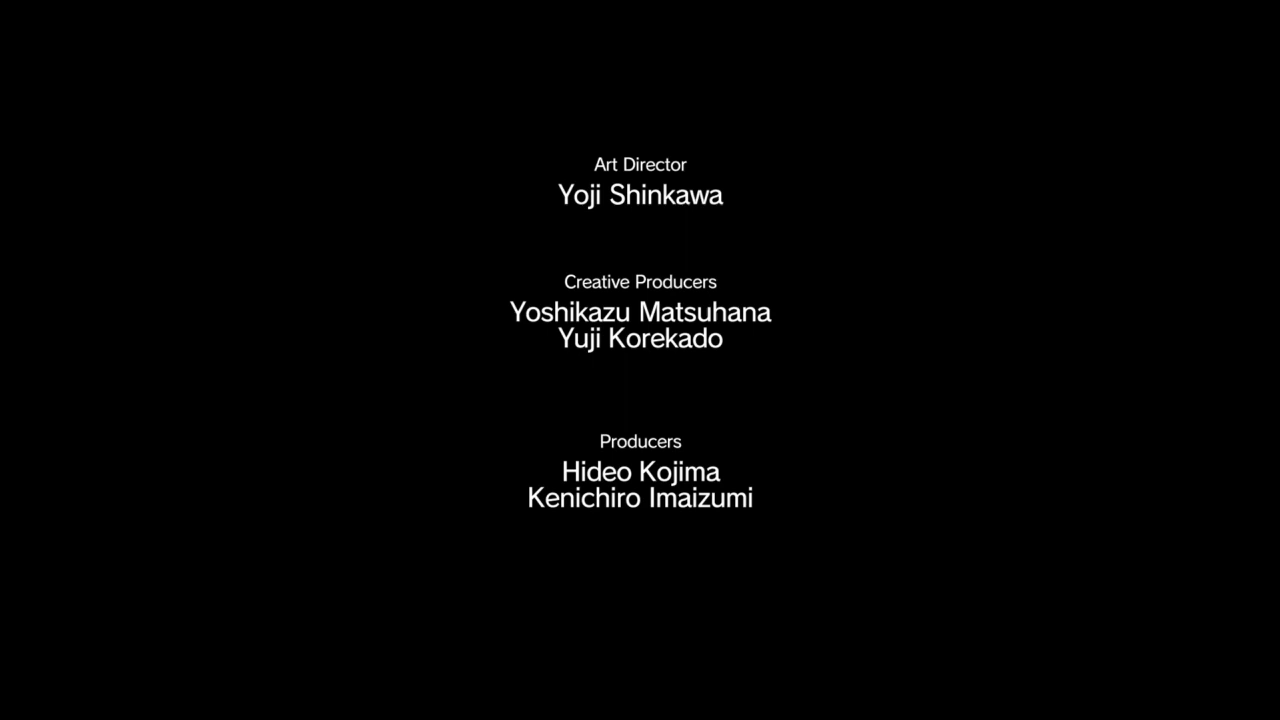 Art Director
Yoji Shinkawa
Creative Producers
Yoshikazu Matsuhana
Yuji Korekado
Producers
Hideo Kojima
Kenichiro Imaizumi